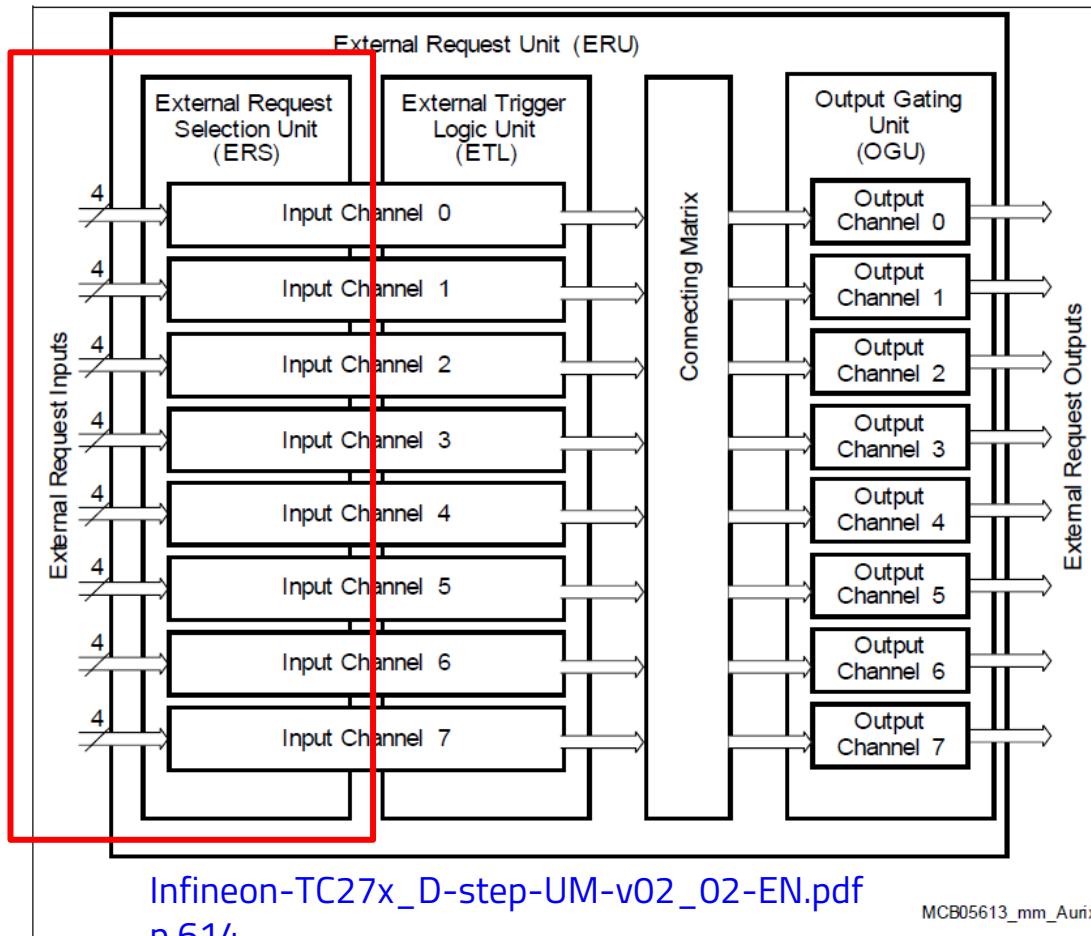 External Request Unit (ERU)
External Request
Selection Unit
(ERS)
External Trigger
Logic Unit
(ETL)
Output Gating
Unit
(OGU)
External Request Inputs
4
Input Channel 0
4
Input Channel 1
4
Input Channel 2
4
Input Channel 3
4
Input Channel 4
4
Input Channel 5
4
Input Channel 6
4
Input Channel 7
Connecting Matrix
Output
Channel 0
Output
Channel 1
Output
Channel 2
Output
Channel 3
Output
Channel 4
Output
Channel 5
Output
Channel 6
Output
Channel 7
External Request Outputs
Infineon-TC27x_D-step-UM-v02_02-EN.pdf
p.614
MCB05613_mm_Aurix